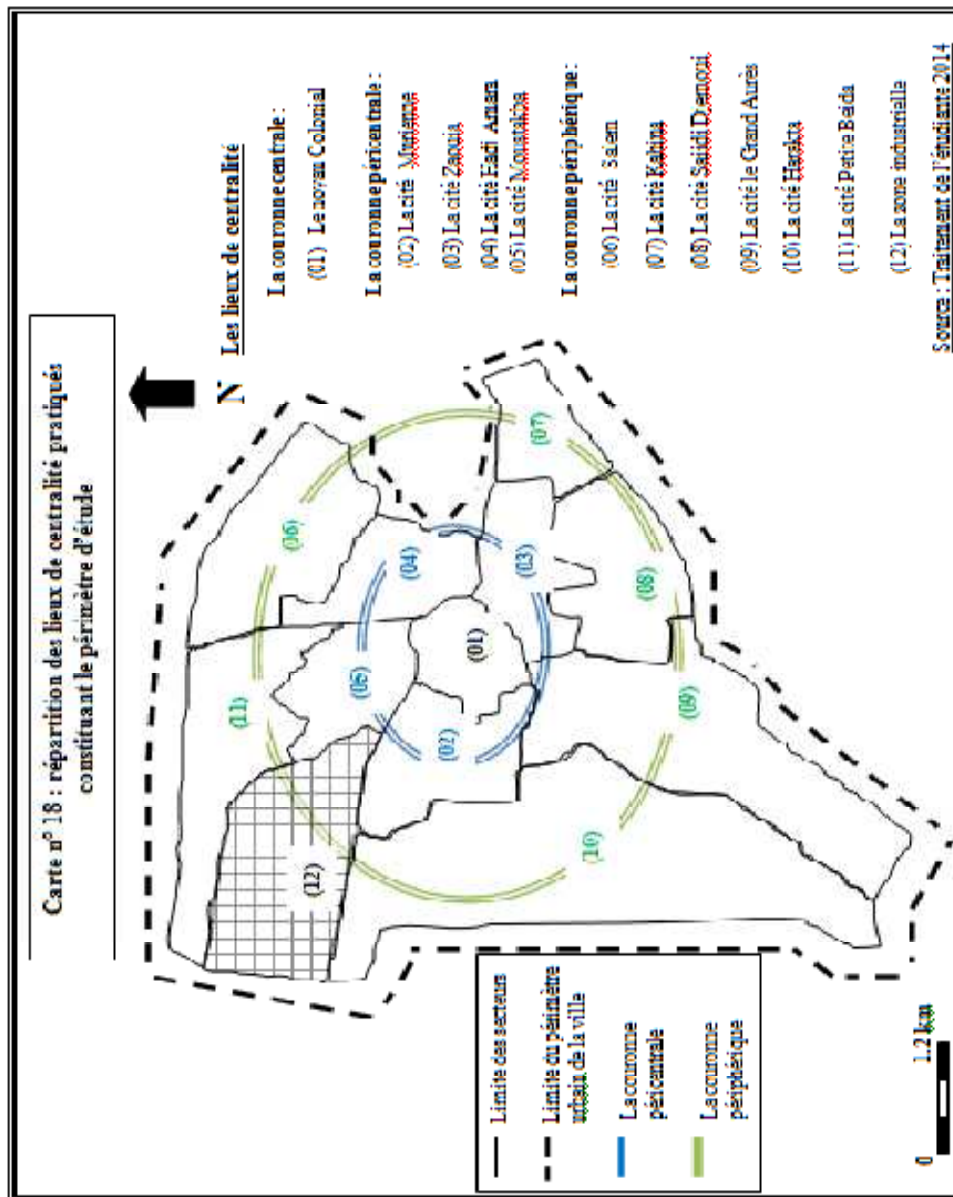 Carte n° 18 : répartition des lieux de centralité pratiqués
constituant le périmètre d'étude
N
Les lieux de centralité
La couronne centrale :
(01) Le noyau Colonial
La couronne péricentrale :
(02) La cité Murienne
(03) La cité Zaouia
(04) La cité Hadj Amara
(05) La cité Mouatakine
La couronne périphérique :
(06) La cité Salem
(07) La cité Kahina
(08) La cité Saidi Djemoui
(09) La cité le Grand Aurès
(10) La cité Harakta
(11) La cité Petite Beida
(12) La zone industrielle
Source : Traitement de l'étudiante 2014
(12)
(11)
(06)
(05)
(04)
(02)
(01)
(03)
(07)
(10)
(09)
(08)
Limite des secteurs
Limite du périmètre
urbain de la ville
La couronne
péricentrale
La couronne
périphérique
0
1.2 km